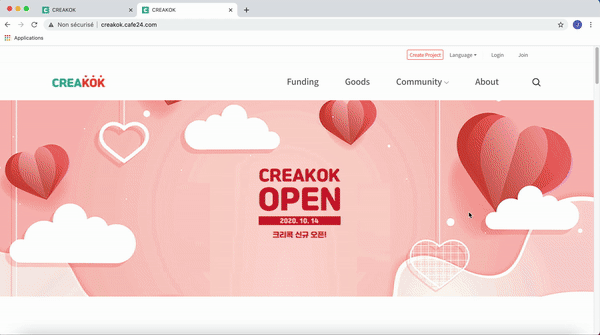 CREAKOK
CREAKOK
Non sécurisé | creakok.cafe24.com
J
Applications
Create Project Language Login Join
CREAKOK
Funding Goods Community About
CREAKOK
OPEN
2020. 10. 14
크리콕 신규 오픈!